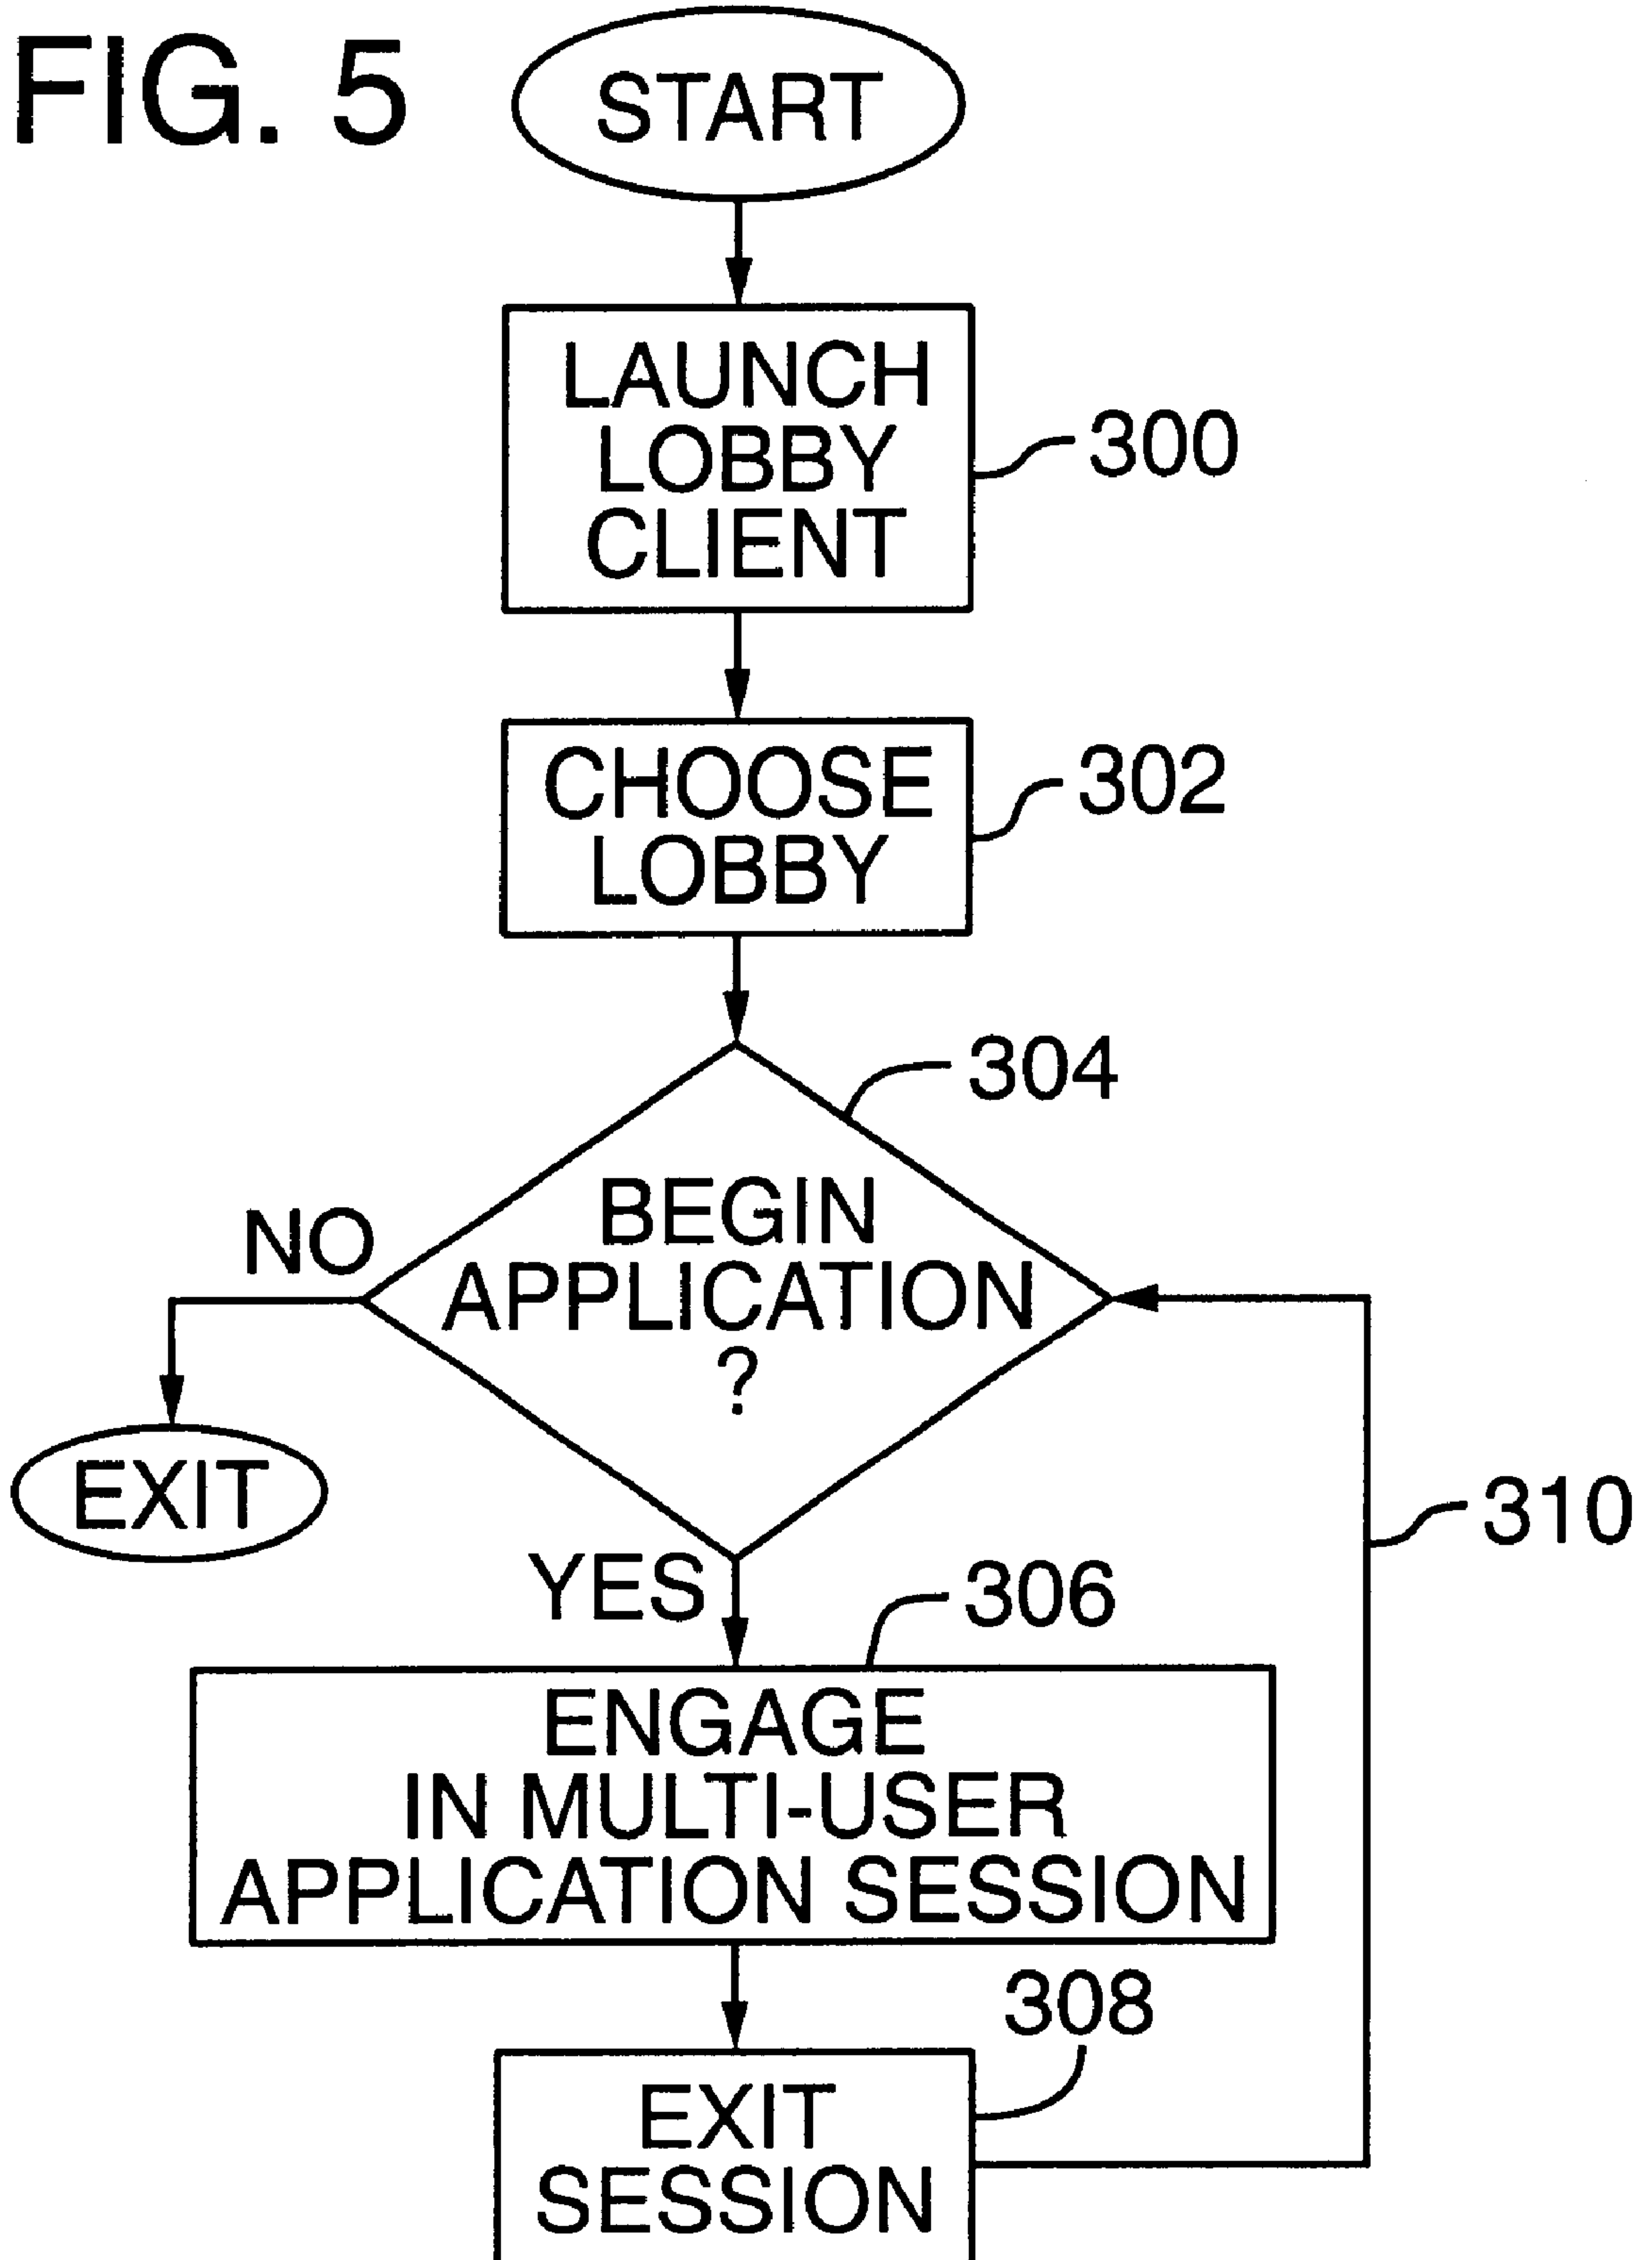 FIG. 5
START
LAUNCH
LOBBY
CLIENT
300
CHOOSE
LOBBY
302
304
BEGIN
APPLICATION
?
NO
EXIT
YES
306
310
ENGAGE
IN MULTI-USER
APPLICATION SESSION
308
EXIT
SESSION